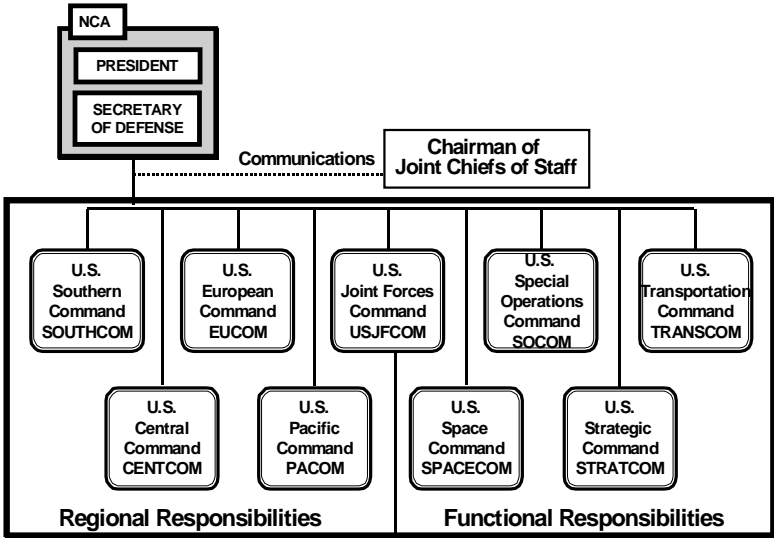 NCA
PRESIDENT
SECRETARY
OF DEFENSE
Communications
Chairman of
Joint Chiefs of Staff
U.S.
Southern
Command
SOUTHCOM
U.S.
European
Command
EUCOM
U.S.
Joint Forces
Command
USJFCOM
U.S.
Special
Operations
Command
SOCOM
U.S.
Transportation
Command
TRANSCOM
U.S.
Central
Command
CENTCOM
U.S.
Pacific
Command
PACOM
U.S.
Space
Command
SPACECOM
U.S.
Strategic
Command
STRATCOM
Regional Responsibilities
Functional Responsibilities